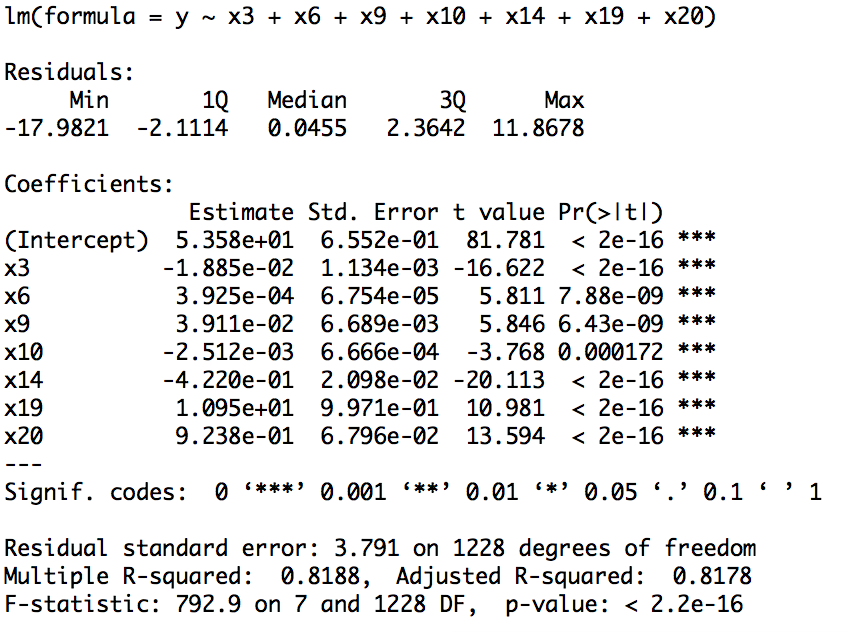 lm(formula = y ~ x3 + x6 + x9 + x10 + x14 + x19 + x20)
Residuals:
     Min       1Q   Median       3Q      Max
-17.9821  -2.1114   0.0455   2.3642  11.8678
Coefficients:
              Estimate Std. Error t value Pr(>|t|)
(Intercept)  5.358e+01  6.552e-01  81.781  < 2e-16 ***
x3          -1.885e-02  1.134e-03 -16.622  < 2e-16 ***
x6           3.925e-04  6.754e-05   5.811 7.88e-09 ***
x9           3.911e-02  6.689e-03   5.846 6.43e-09 ***
x10         -2.512e-03  6.666e-04  -3.768 0.000172 ***
x14         -4.220e-01  2.098e-02 -20.113  < 2e-16 ***
x19          1.095e+01  9.971e-01  10.981  < 2e-16 ***
x20          9.238e-01  6.796e-02  13.594  < 2e-16 ***
---
Signif. codes:  0 ‘***’ 0.001 ‘**’ 0.01 ‘*’ 0.05 ‘.’ 0.1 ‘ ’ 1
Residual standard error: 3.791 on 1228 degrees of freedom
Multiple R-squared:  0.8188,  Adjusted R-squared:  0.8178
F-statistic: 792.9 on 7 and 1228 DF,  p-value: < 2.2e-16